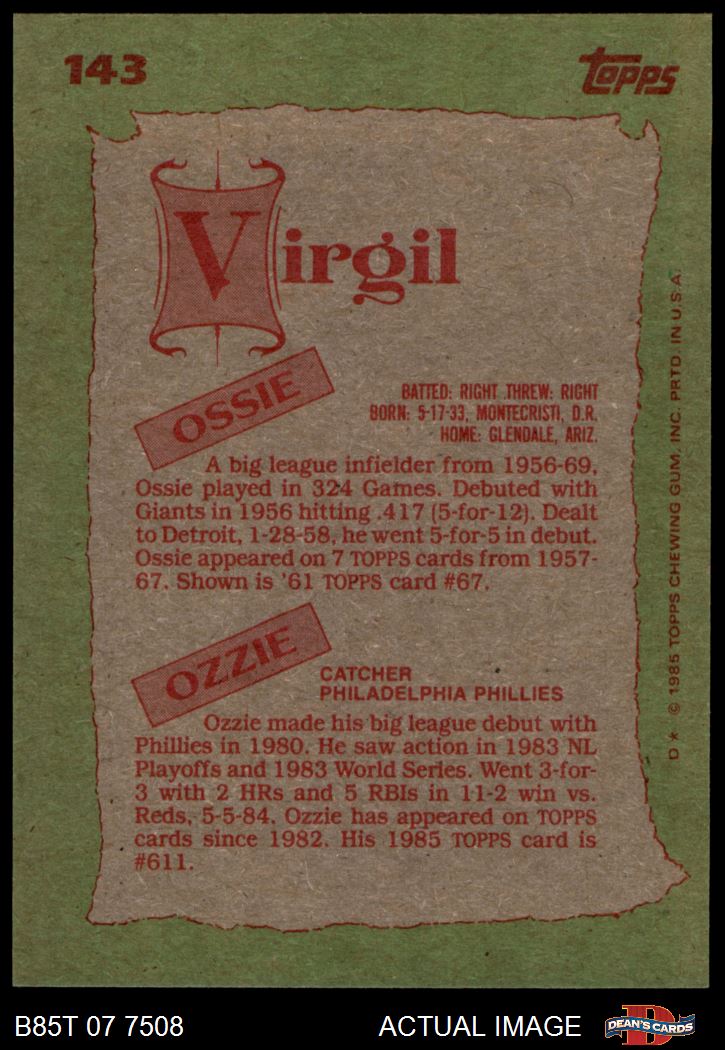 143
TOPPS
Virgil
OSSIE
BATTED: RIGHT THREW: RIGHT
BORN: 5-17-33, MONTECRISTI, D.R.
HOME: GLENDALE, ARIZ.
A big league infielder from 1956-69,
Ossie played in 324 Games. Debuted with
Giants in 1956 hitting .417 (5-for-12). Dealt
to Detroit, 1-28-58, he went 5-for-5 in debut.
Ossie appeared on 7 TOPPS cards from 1957-
67. Shown is '61 TOPPS card #67.
OZZIE
CATCHER
PHILADELPHIA PHILLIES
Ozzie made his big league debut with
Phillies in 1980. He saw action in 1983 NL
Playoffs and 1983 World Series. Went 3-for-
3 with 2 HRs and 5 RBIs in 11-2 win vs.
Reds, 5-5-84. Ozzie has appeared on TOPPS
cards since 1982. His 1985 TOPPS card is
#611.
D * © 1985 TOPPS CHEWING GUM, INC. PRTD. IN U.S.A.
B85T 07 7508
ACTUAL IMAGE
D
DEAN'S CARDS